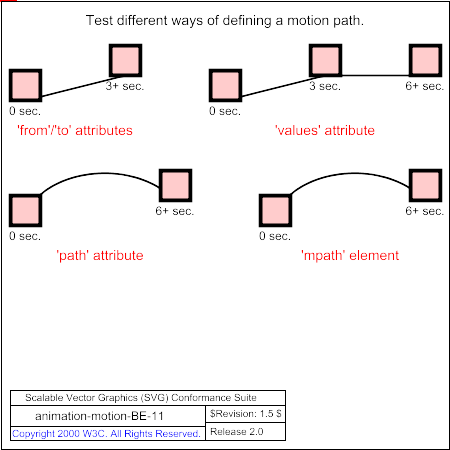 Test different ways of defining a motion path.
3+ sec.
3 sec.
6+ sec.
0 sec.
0 sec.
'from'/'to' attributes
'values' attribute
6+ sec.
6+ sec.
0 sec.
0 sec.
'path' attribute
'mpath' element
Scalable Vector Graphics (SVG) Conformance Suite
animation-motion-BE-11
$Revision: 1.5 $
Copyright 2000 W3C. All Rights Reserved.
Release 2.0